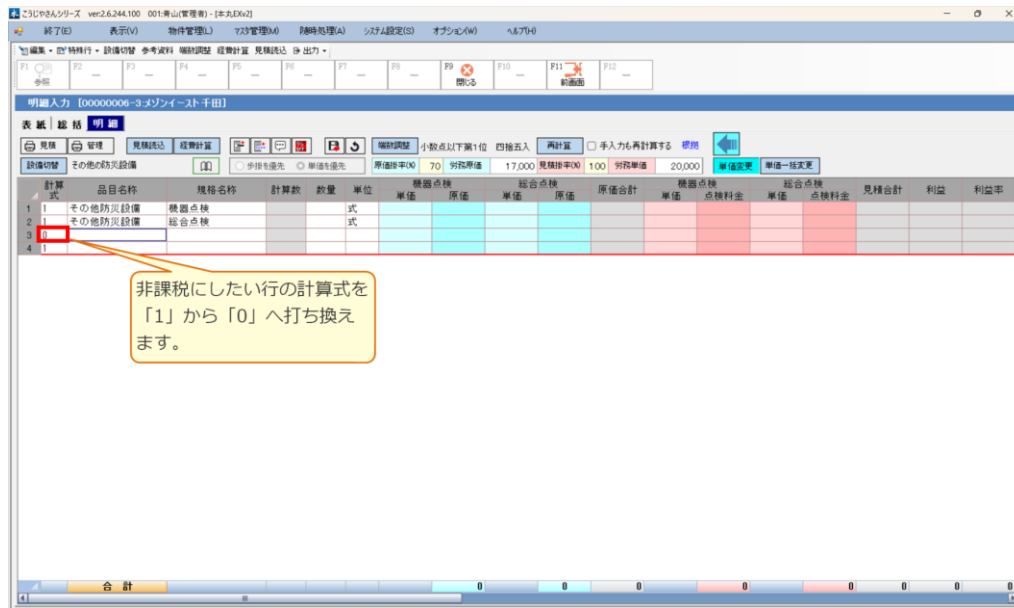 こうじやさんシリーズ ver.2.6.244.100 001:青山(管理者) - [本丸EXv2]
終了(E) 表示(V) 物件管理(L) マスタ管理(M) 随時処理(A) システム設定(S) オプション(W) ヘルプ(H)
編集 特殊行 設備切替 参考資料 端数調整 経費計算 見積読込 出力
F1 F2 F3 F4 F5 F6 F7 F8 F9 F10 F11 F12
参照 閉じる 前画面
明細入力 [00000006-3:メゾンイースト千田]
表紙 総括 明細
見積 管理 見積読込 経費計算 端数調整 小数点以下第1位 四捨五入 再計算 手入力も再計算する 根拠
設備切替 その他の防災設備 歩掛を優先 単価を優先 原価掛率(%) 70 労務原価 17,000 見積掛率(%) 100 労務単価 20,000 単価変更 単価一括変更
計算式 品目名称 規格名称 計算数 数量 単位 機器点検 単価 原価 総合点検 単価 原価 原価合計 機器点検 単価 点検料金 総合点検 単価 点検料金 見積合計 利益 利益率
1 1 その他防災設備 機器点検 式
2 1 その他防災設備 総合点検 式
3 0
4 1
非課税にしたい行の計算式を
「1」から「0」へ打ち換え
ます。
合 計 0 0 0 0 0 0 0 0